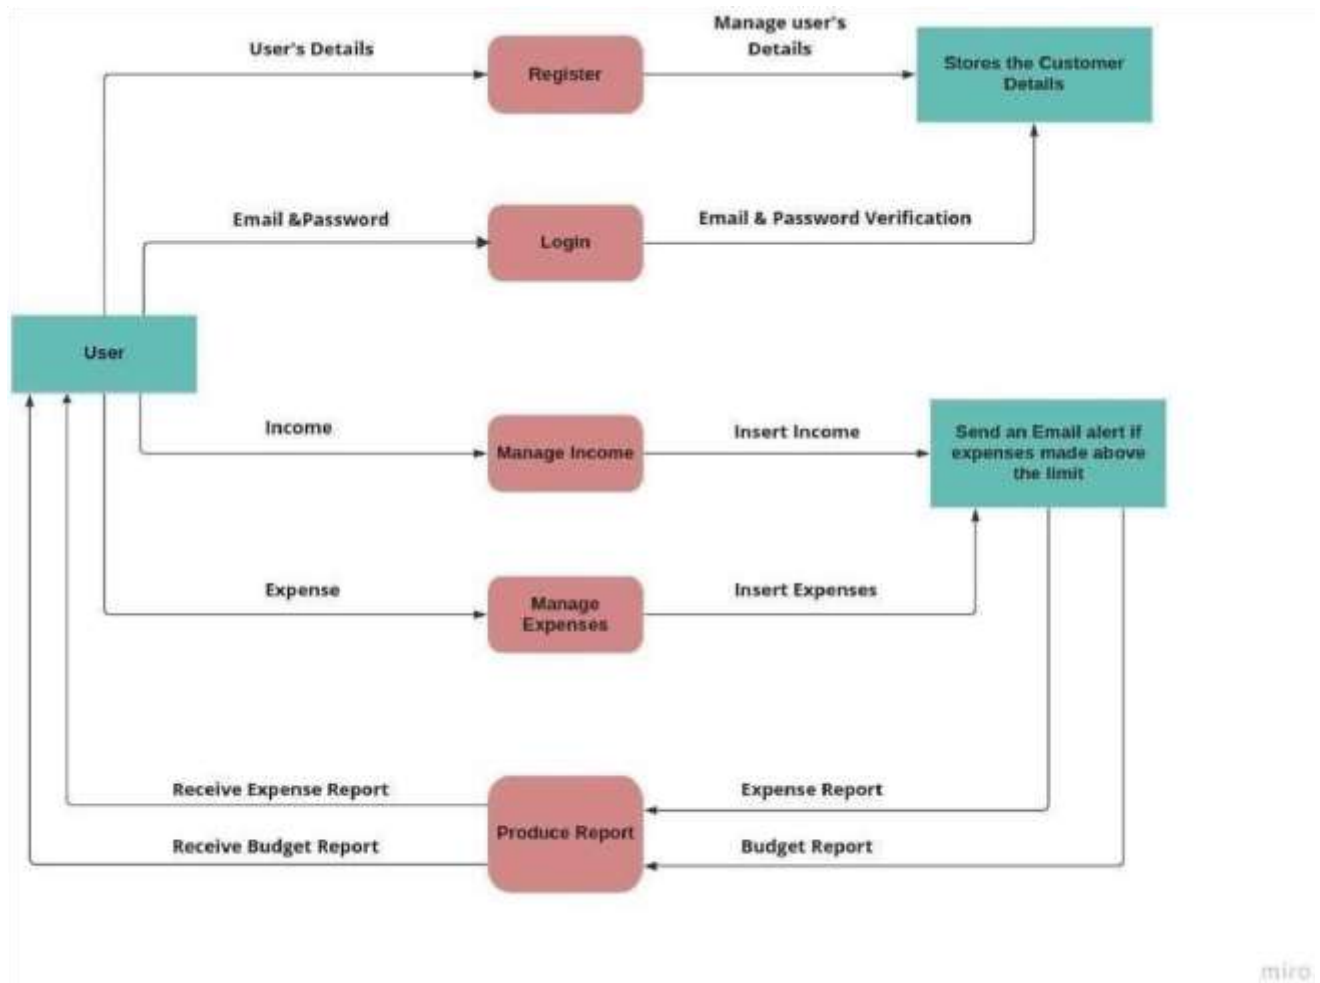 User's Details
Register
Manage user's
Details
Stores the Customer
Details
Email &Password
Login
Email & Password Verification
User
Income
Manage Income
Insert Income
Send an Email alert if
expenses made above
the limit
Expense
Manage
Expenses
Insert Expenses
Receive Expense Report
Expense Report
Produce Report
Receive Budget Report
Budget Report
miro